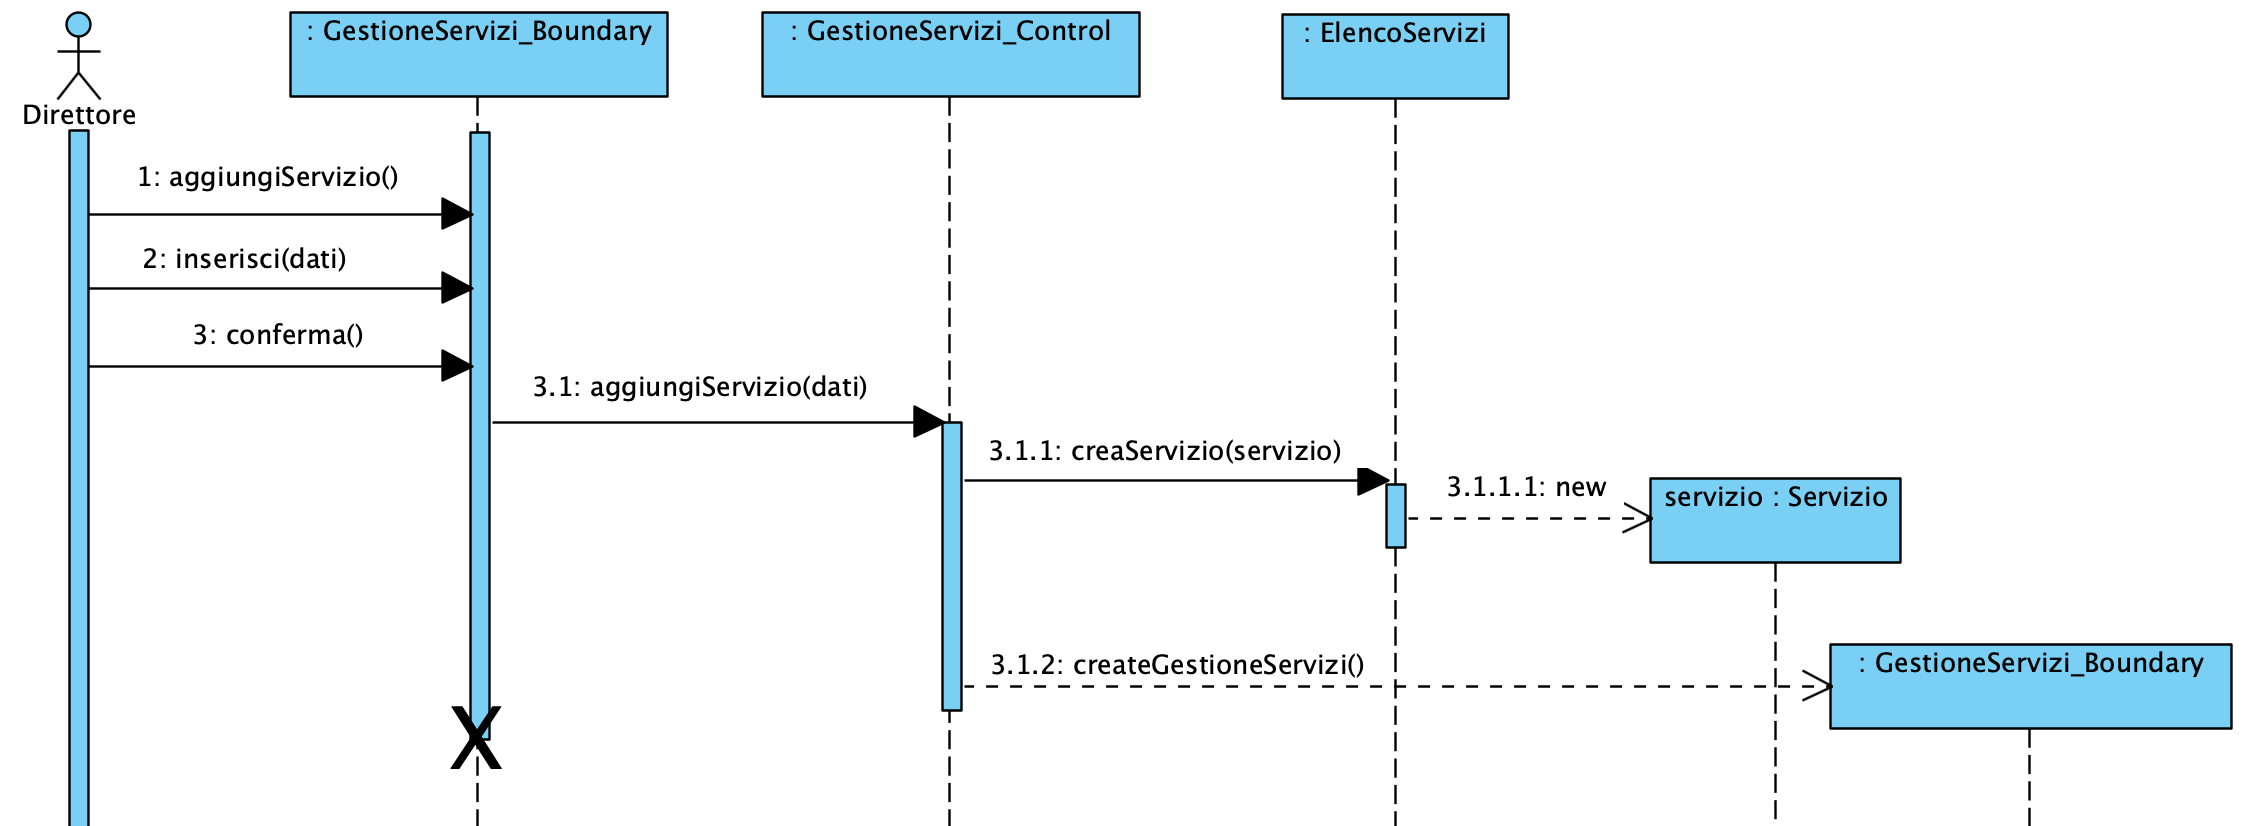 : GestioneServizi_Boundary
: GestioneServizi_Control
: ElencoServizi
Direttore
1: aggiungiServizio()
2: inserisci(dati)
3: conferma()
3.1: aggiungiServizio(dati)
3.1.1: creaServizio(servizio)
3.1.1.1: new
servizio : Servizio
3.1.2: createGestioneServizi()
: GestioneServizi_Boundary